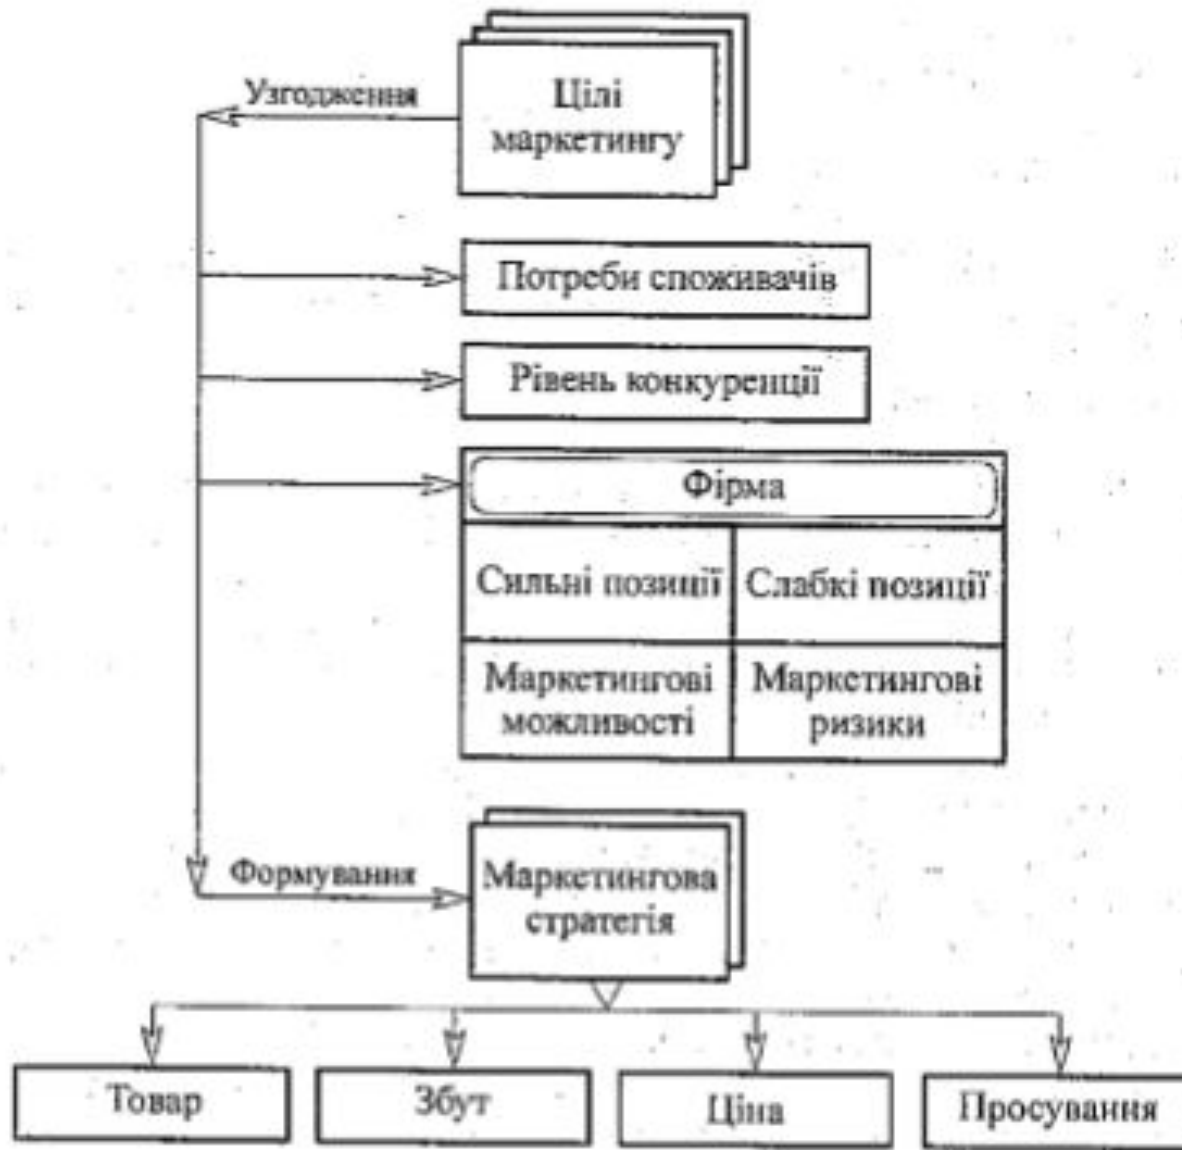 Узгодження
Цілі
маркетингу
Потреби споживачів
Рівень конкуренції
Фірма
Сильні позиції
Слабкі позиції
Маркетингові
можливості
Маркетингові
ризики
Формування
Маркетингова
стратегія
Товар
Збут
Ціна
Просування